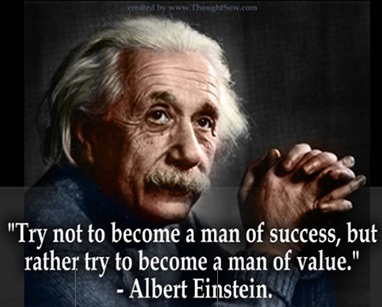 created by www.ThoughtSow.com
"Try not to become a man of success, but
rather try to become a man of value."
- Albert Einstein.